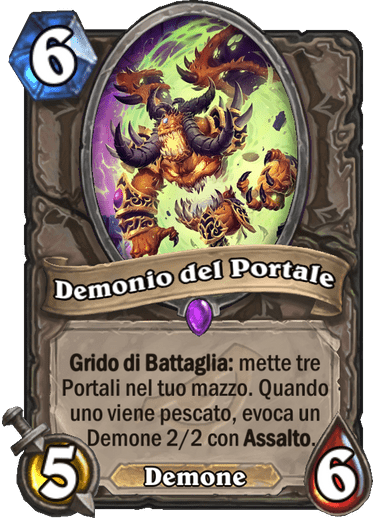 6
Demonio del Portale
Grido di Battaglia: mette tre
Portali nel tuo mazzo. Quando
uno viene pescato, evoca un
Demone 2/2 con Assalto.
5
Demone
6